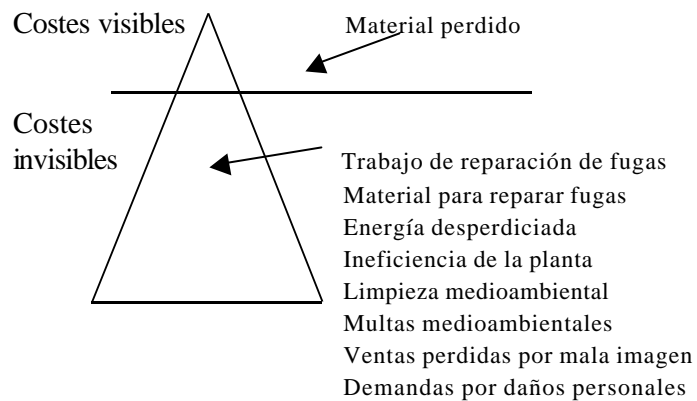 Costes visibles
Material perdido
Costes
invisibles
Trabajo de reparación de fugas
Material para reparar fugas
Energía desperdiciada
Ineficiencia de la planta
Limpieza medioambiental
Multas medioambientales
Ventas perdidas por mala imagen
Demandas por daños personales